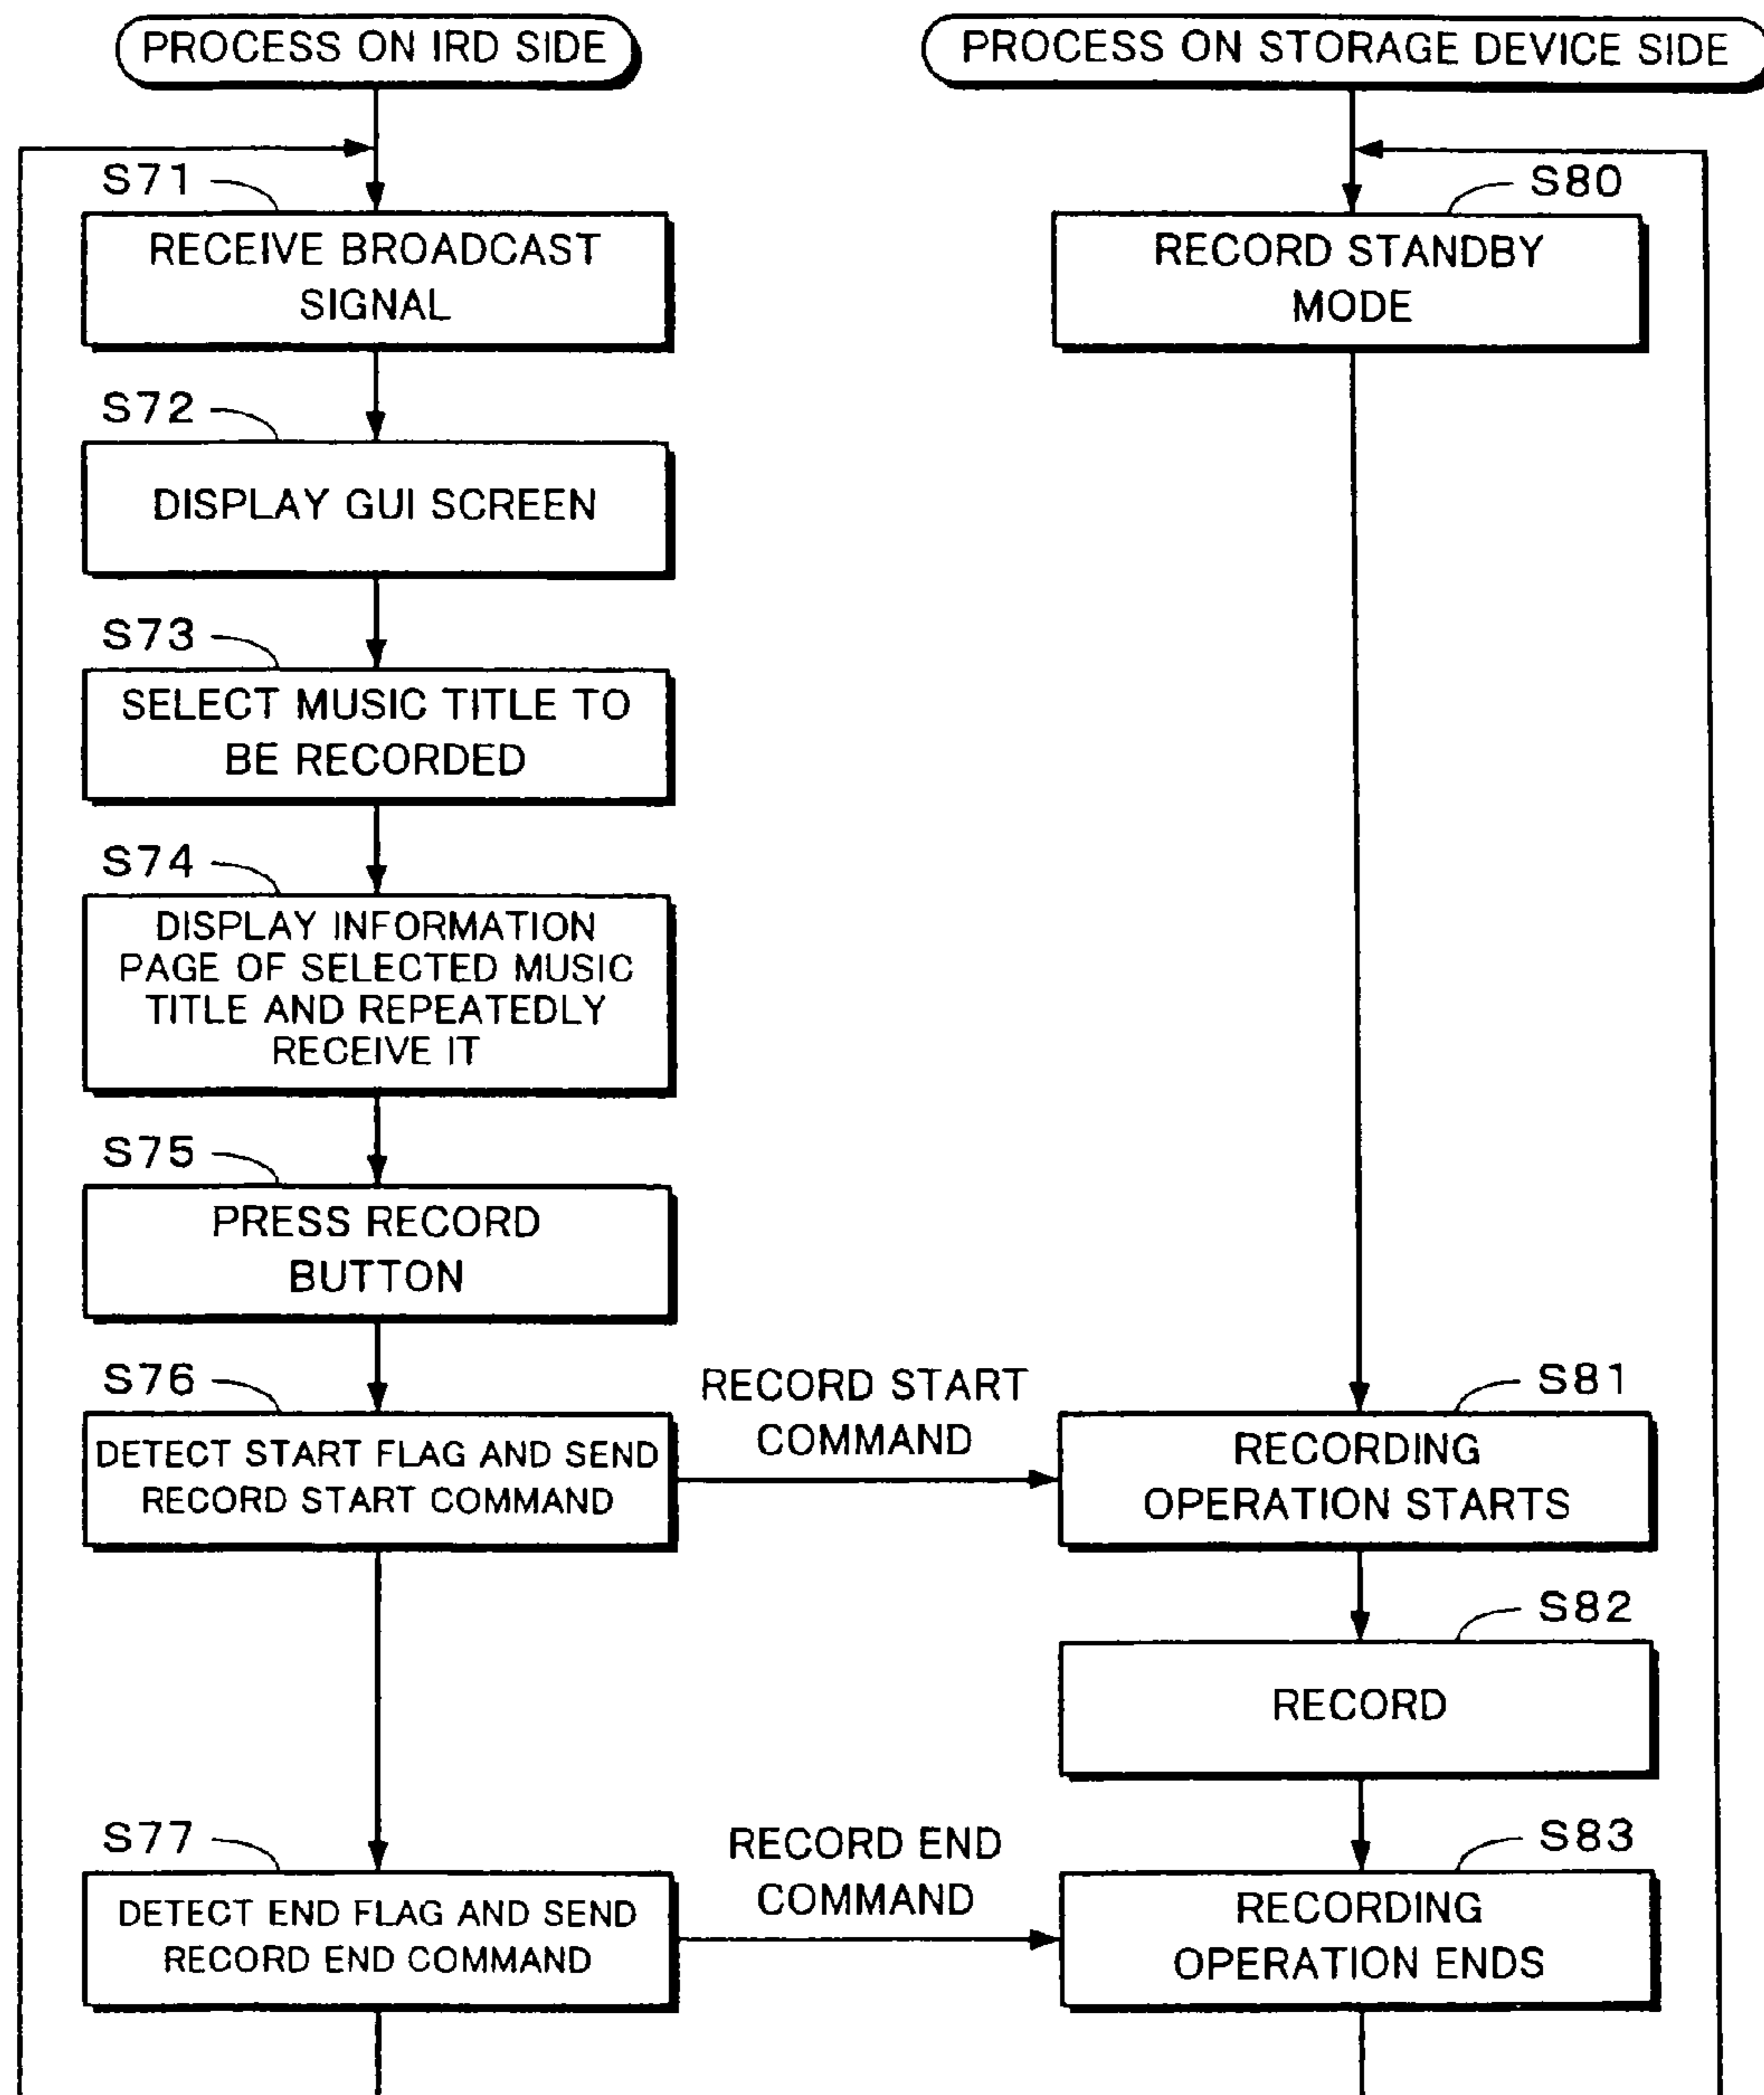 PROCESS ON IRD SIDE
S71
RECEIVE BROADCAST
SIGNAL
S72
DISPLAY GUI SCREEN
S73
SELECT MUSIC TITLE TO
BE RECORDED
S74
DISPLAY INFORMATION
PAGE OF SELECTED MUSIC
TITLE AND REPEATEDLY
RECEIVE IT
S75
PRESS RECORD
BUTTON
S76
DETECT START FLAG AND SEND
RECORD START COMMAND
RECORD START
COMMAND
S77
DETECT END FLAG AND SEND
RECORD END COMMAND
RECORD END
COMMAND
PROCESS ON STORAGE DEVICE SIDE
S80
RECORD STANDBY
MODE
S81
RECORDING
OPERATION STARTS
S82
RECORD
S83
RECORDING
OPERATION ENDS